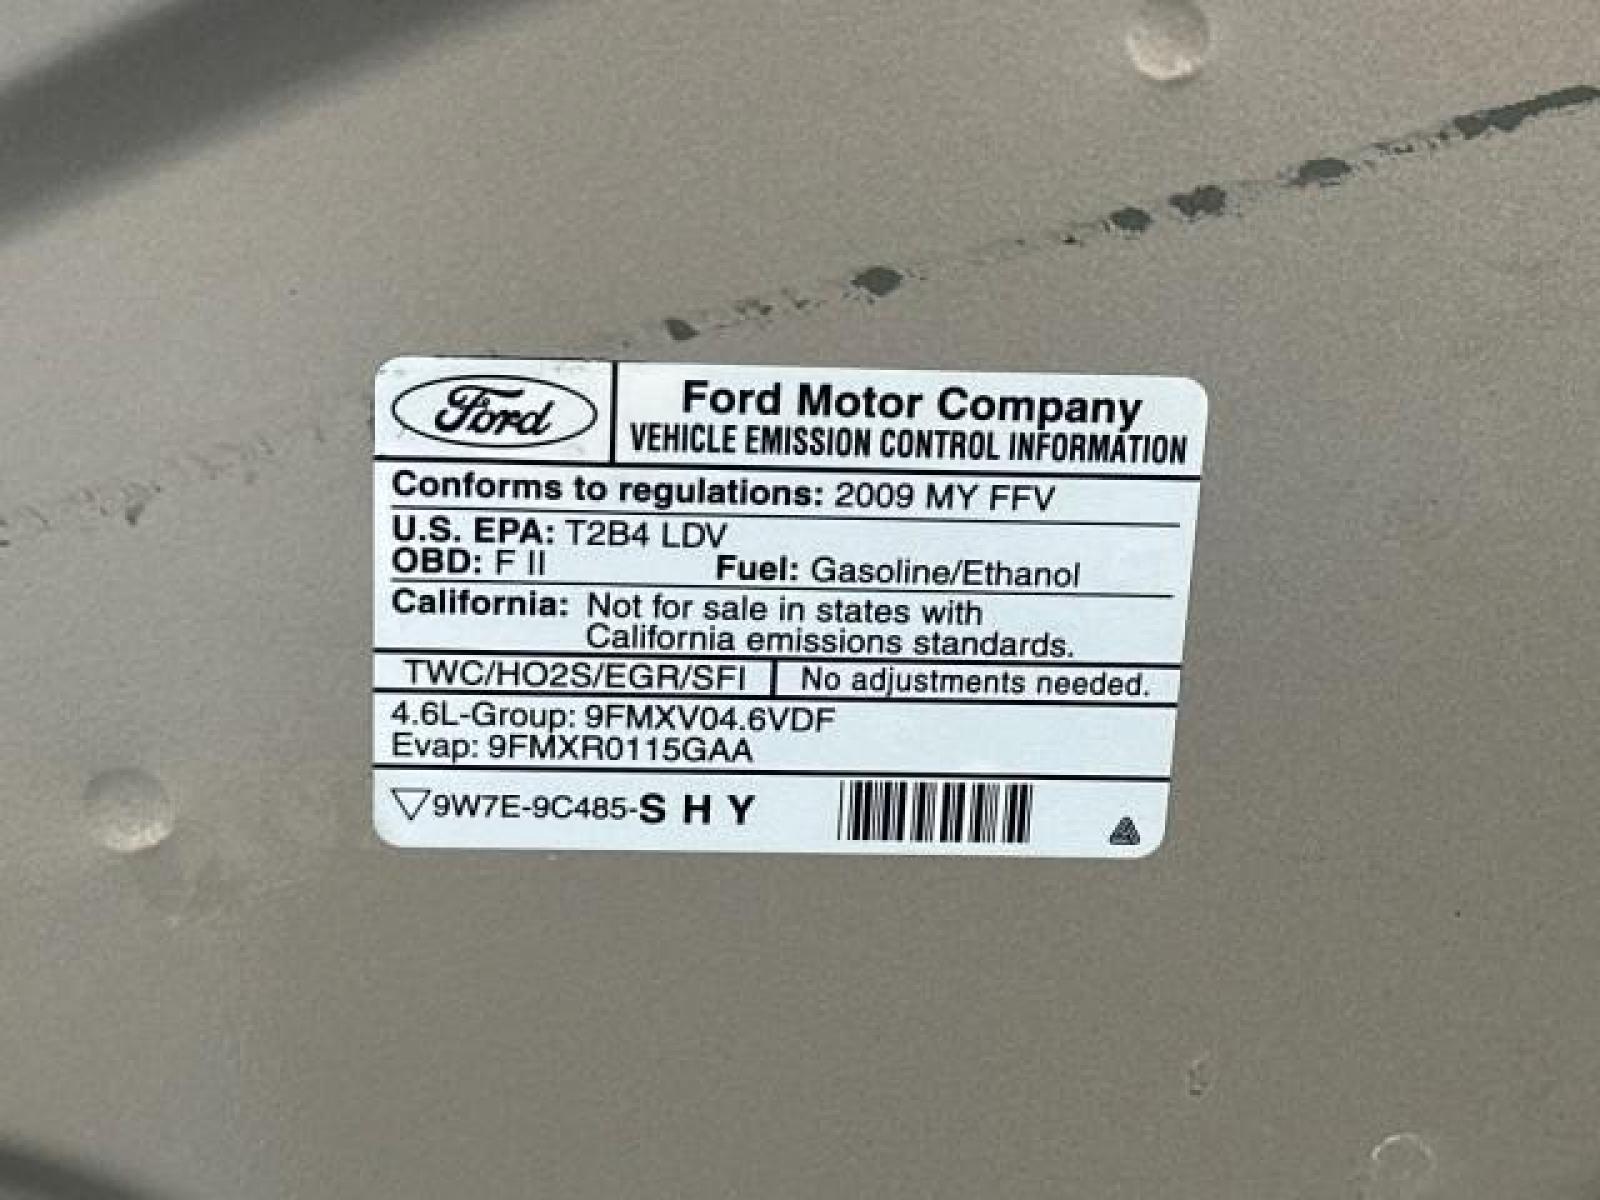 Ford
Ford Motor Company
VEHICLE EMISSION CONTROL INFORMATION
Conforms to regulations: 2009 MY FFV
U.S. EPA: T2B4 LDV
OBD: F II Fuel: Gasoline/Ethanol
California: Not for sale in states with
California emissions standards.
TWC/HO2S/EGR/SFI No adjustments needed.
4.6L-Group: 9FMXV04.6VDF
Evap: 9FMXR0115GAA
▽9W7E-9C485-S H Y